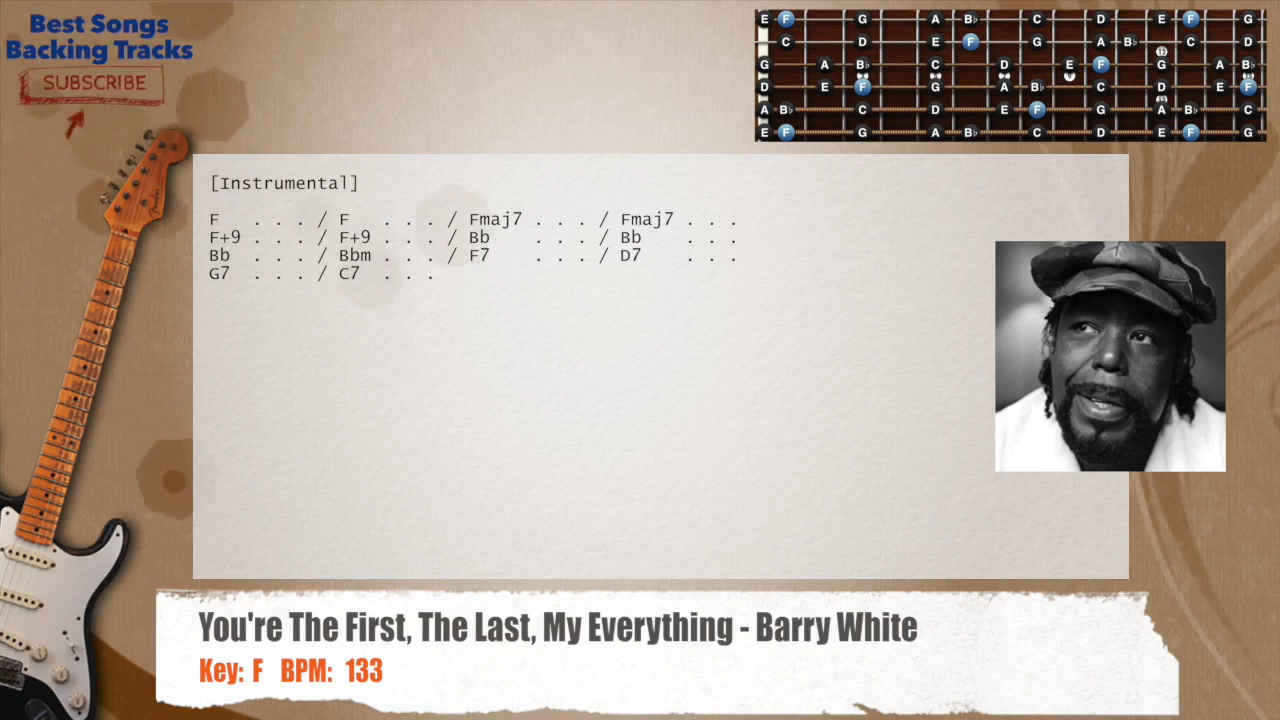 Best Songs
Backing Tracks
SUBSCRIBE
E F G A B♭ C D E F G
C D E F G A B♭ C D
G A B♭ C D E F G A B♭
D E F G A B♭ C D E F
A B♭ C D E F G A B♭ C
E F G A B♭ C D E F G
[Instrumental]
F . . . / F . . . / Fmaj7 . . . / Fmaj7 . . .
F+9 . . . / F+9 . . . / Bb . . . / Bb . . .
Bb . . . / Bbm . . . / F7 . . . / D7 . . .
G7 . . . / C7 . . .
You're The First, The Last, My Everything - Barry White
Key: F BPM: 133